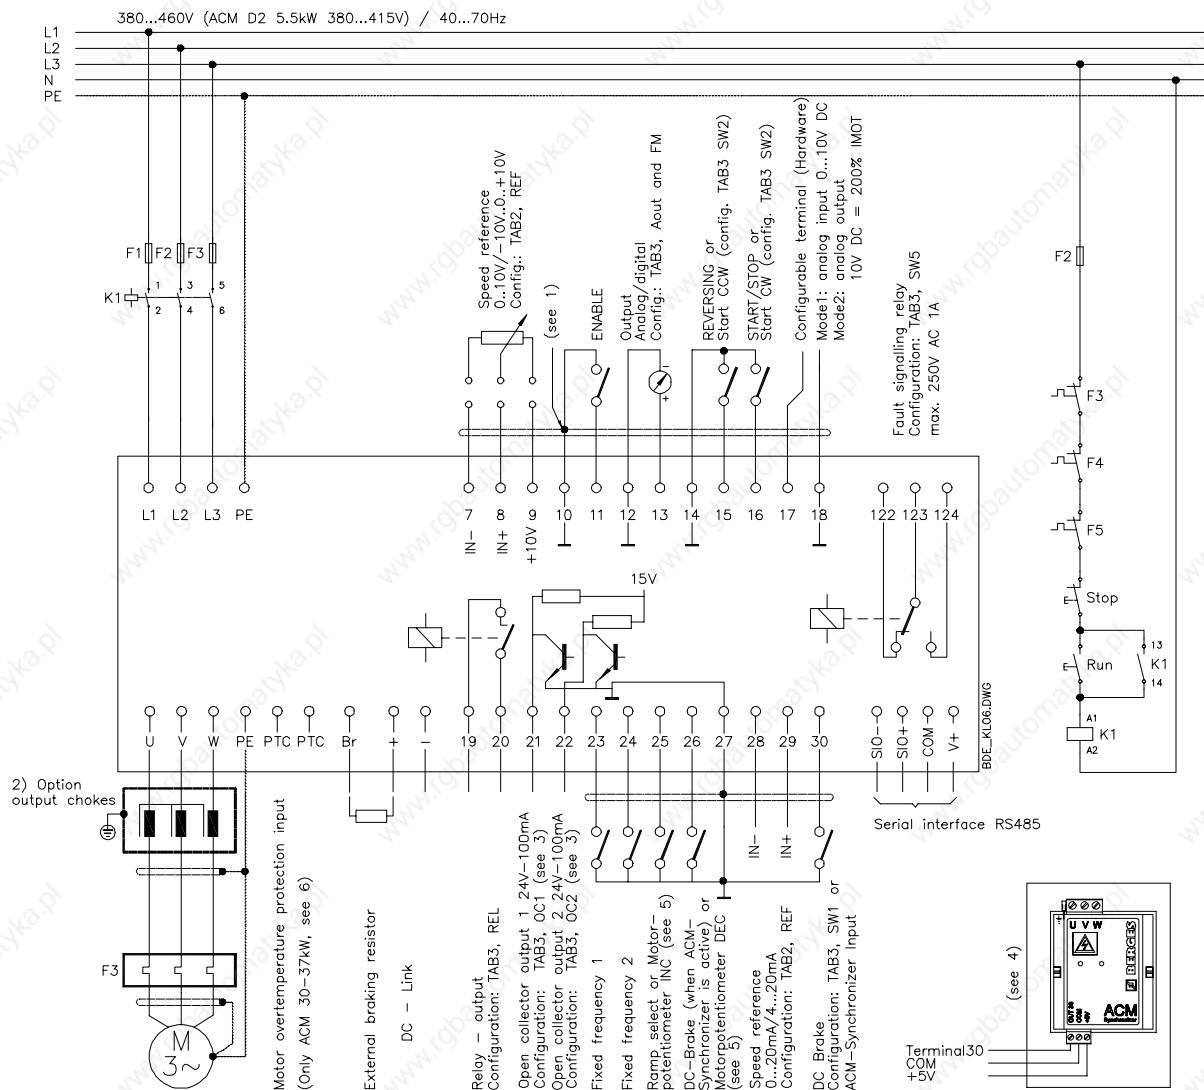 380...460V (ACM D2 5.5kW 380...415V) / 40...70Hz
L1
L2
L3
N
PE
www.rgbautomatyka.pl
F1
F2
F3
K1
1
3
5
2
4
6
Speed reference
0..10V/-10V..0..+10V
Config.: TAB2, REF
(see 1)
ENABLE
Output
Analog/digital
Config.: TAB3, Aout and FM
-
+
REVERSING or
Start CCW (config. TAB3 SW2)
START/STOP or
Start CW (config. TAB3 SW2)
Configurable terminal (Hardware)
Mode1: analog input 0...10V DC
Mode2: analog output
10V DC = 200% IMOT
Fault signalling relay
Configuration: TAB3, SW5
max. 250V AC 1A
F2
F3
F4
F5
Stop
Run
13
K1
14
A1
K1
A2
L1 L2 L3 PE
7 8 9 10 11 12 13 14 15 16 17 18
122 123 124
IN-
IN+
+10V
15V
BDE_KL06.DWG
U V W PE PTC PTC Br + - 19 20 21 22 23 24 25 26 27 28 29 30
SIO-
SIO+
COM-
V+
Serial interface RS485
2) Option
output chokes
F3
M
3~
Motor overtemperature protection input
(Only ACM 30-37kW, see 6)
External braking resistor
DC - Link
Relay - output
Configuration: TAB3, REL
Open collector output 1 24V-100mA
Configuration: TAB3, OC1 (see 3)
Open collector output 2 24V-100mA
Configuration: TAB3, OC2 (see 3)
Fixed frequency 1
Fixed frequency 2
Ramp select or Motor-
potentiometer INC (see 5)
DC-Brake (when ACM-
Synchronizer is active) or
Motorpotentiometer DEC
(see 5)
IN-
IN+
Speed reference
0...20mA/4...20mA
Configuration: TAB2, REF
DC Brake
Configuration: TAB3, SW1 or
ACM-Synchronizer Input
(see 4)
U V W
BERGES
ACM
Synchronizer
OUT 30
COM
+5V
Terminal30
COM
+5V